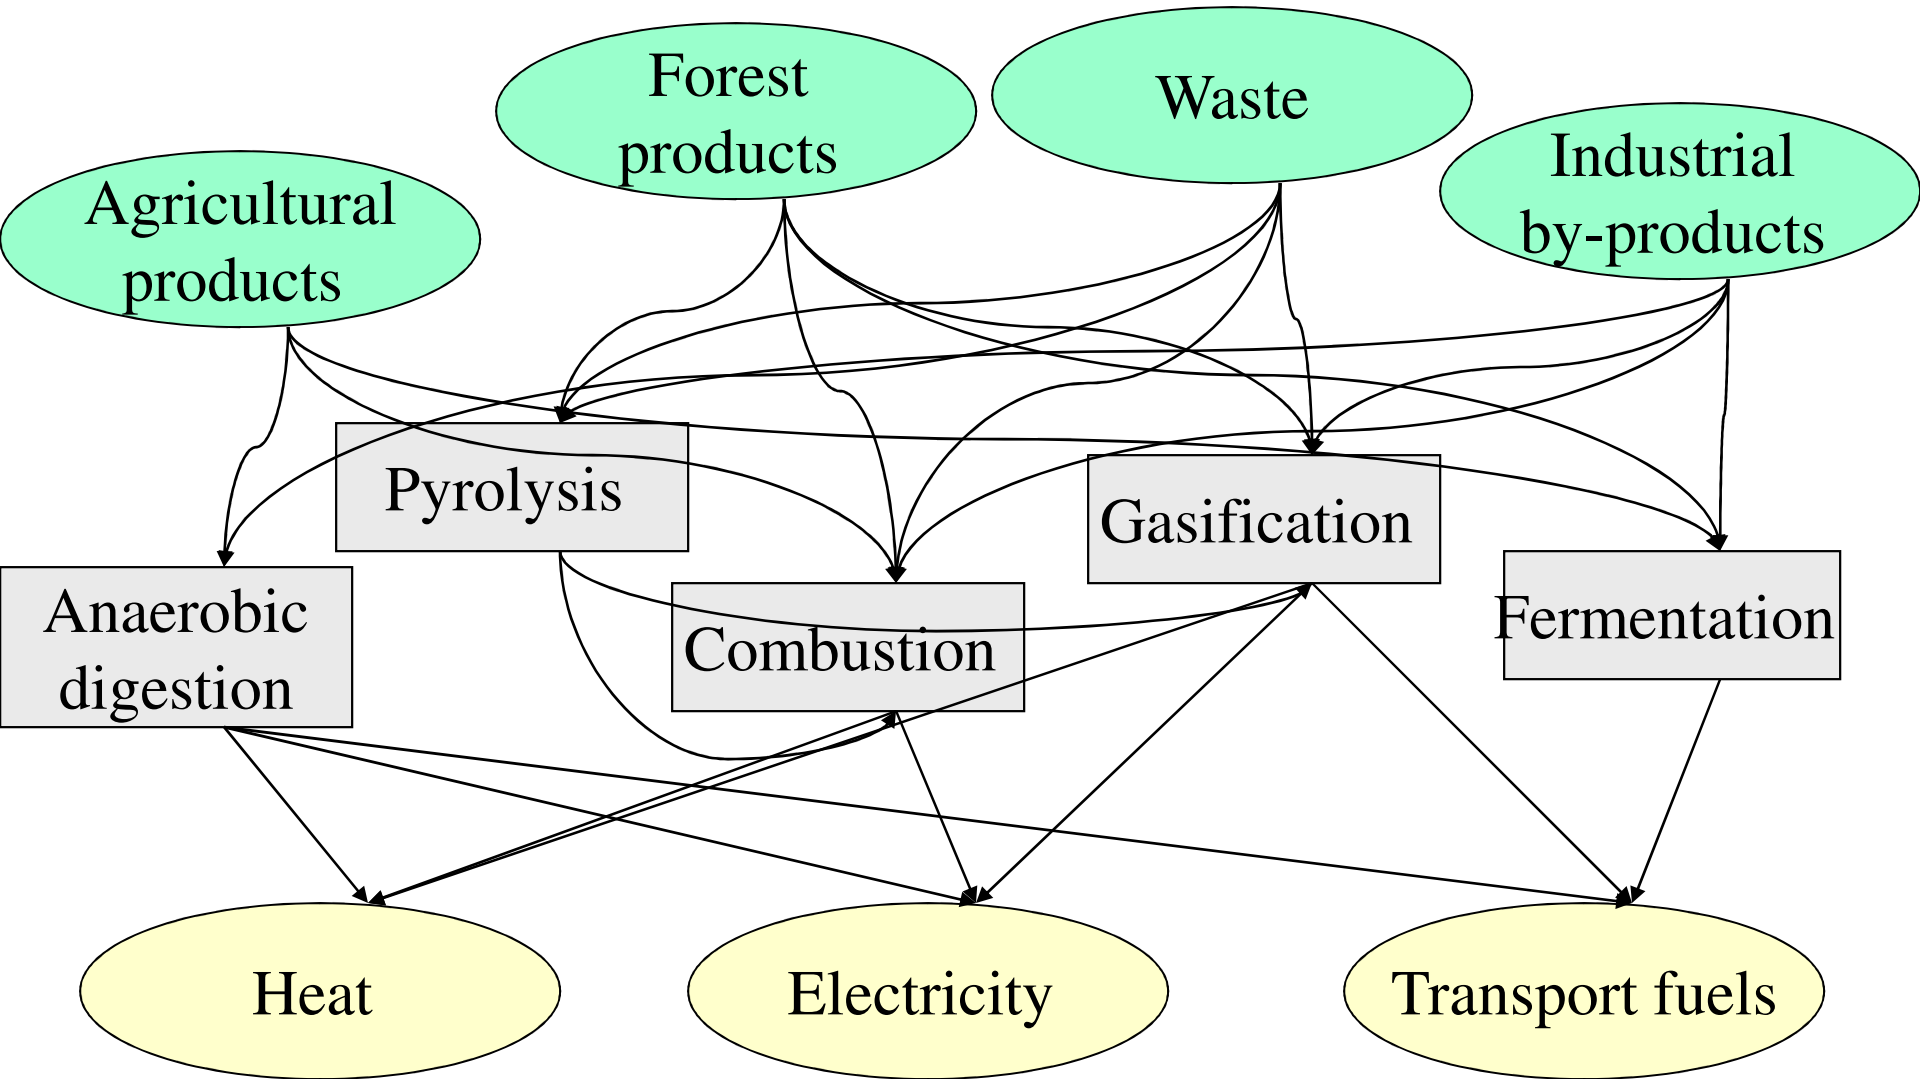 Forest
products
Waste
Industrial
by-products
Agricultural
products
Pyrolysis
Gasification
Anaerobic
digestion
Combustion
Fermentation
Heat
Electricity
Transport fuels